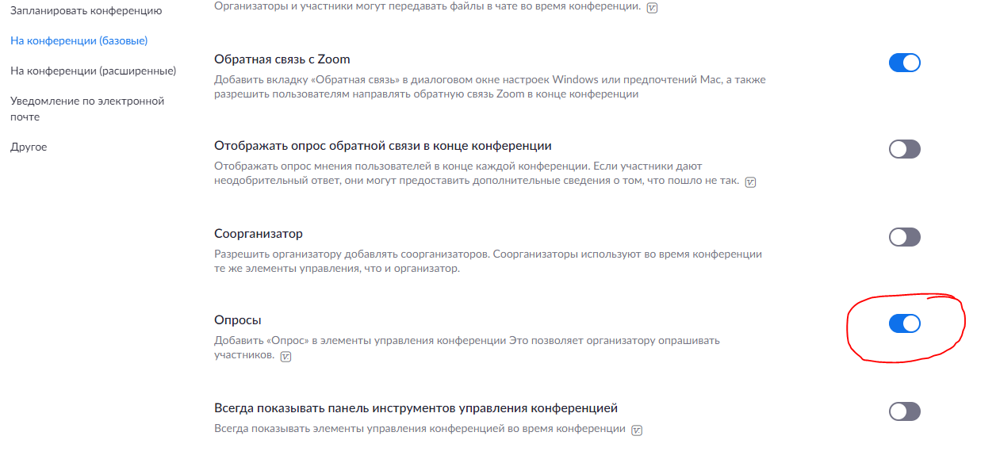 Запланировать конференцию
На конференции (базовые)
На конференции (расширенные)
Уведомление по электронной
почте
Другое
Организаторы и участники могут передавать файлы в чате во время конференции.
Обратная связь с Zoom
Добавить вкладку «Обратная связь» в диалоговом окне настроек Windows или предпочтений Mac, а также
разрешить пользователям направлять обратную связь Zoom в конце конференции
Отображать опрос обратной связи в конце конференции
Отображать опрос мнения пользователей в конце каждой конференции. Если участники дают
неодобрительный ответ, они могут предоставить дополнительные сведения о том, что пошло не так.
Соорганизатор
Разрешить организатору добавлять соорганизаторов. Соорганизаторы используют во время конференции
те же элементы управления, что и организатор.
Опросы
Добавить «Опрос» в элементы управления конференции Это позволяет организатору опрашивать
участников.
Всегда показывать панель инструментов управления конференцией
Всегда показывать элементы управления конференцией во время конференции